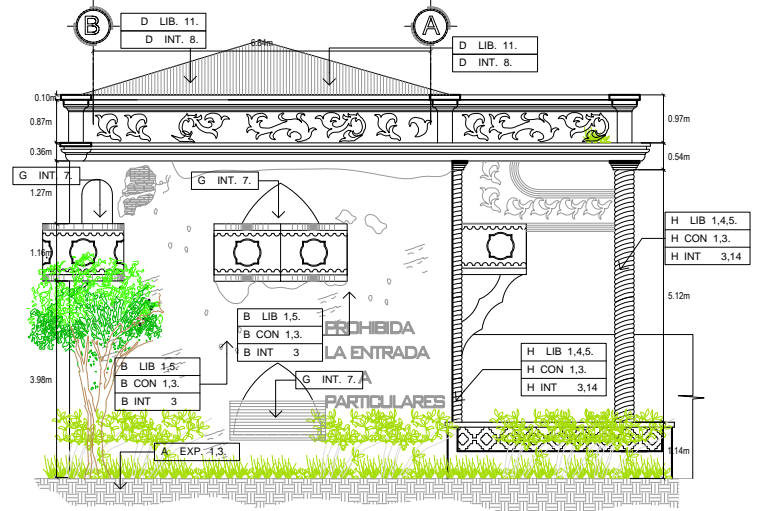 B
A
D LIB. 11.
D INT. 8.
6.84m
D LIB. 11.
D INT. 8.
0.10m
0.87m
0.36m
0.97m
0.54m
G INT. 7.
1.27m
G INT. 7.
H LIB 1,4,5.
H CON 1,3.
H INT 3,14
1.16m
5.12m
B LIB 1,5.
B CON 1,3.
B INT 3
PROHIBIDA
LA ENTRADA
A
PARTICULARES
H LIB 1,4,5.
H CON 1,3.
H INT 3,14
B LIB 1,5.
B CON 1,3.
B INT 3
G INT. 7.
3.98m
A EXP. 1,3.
1.14m